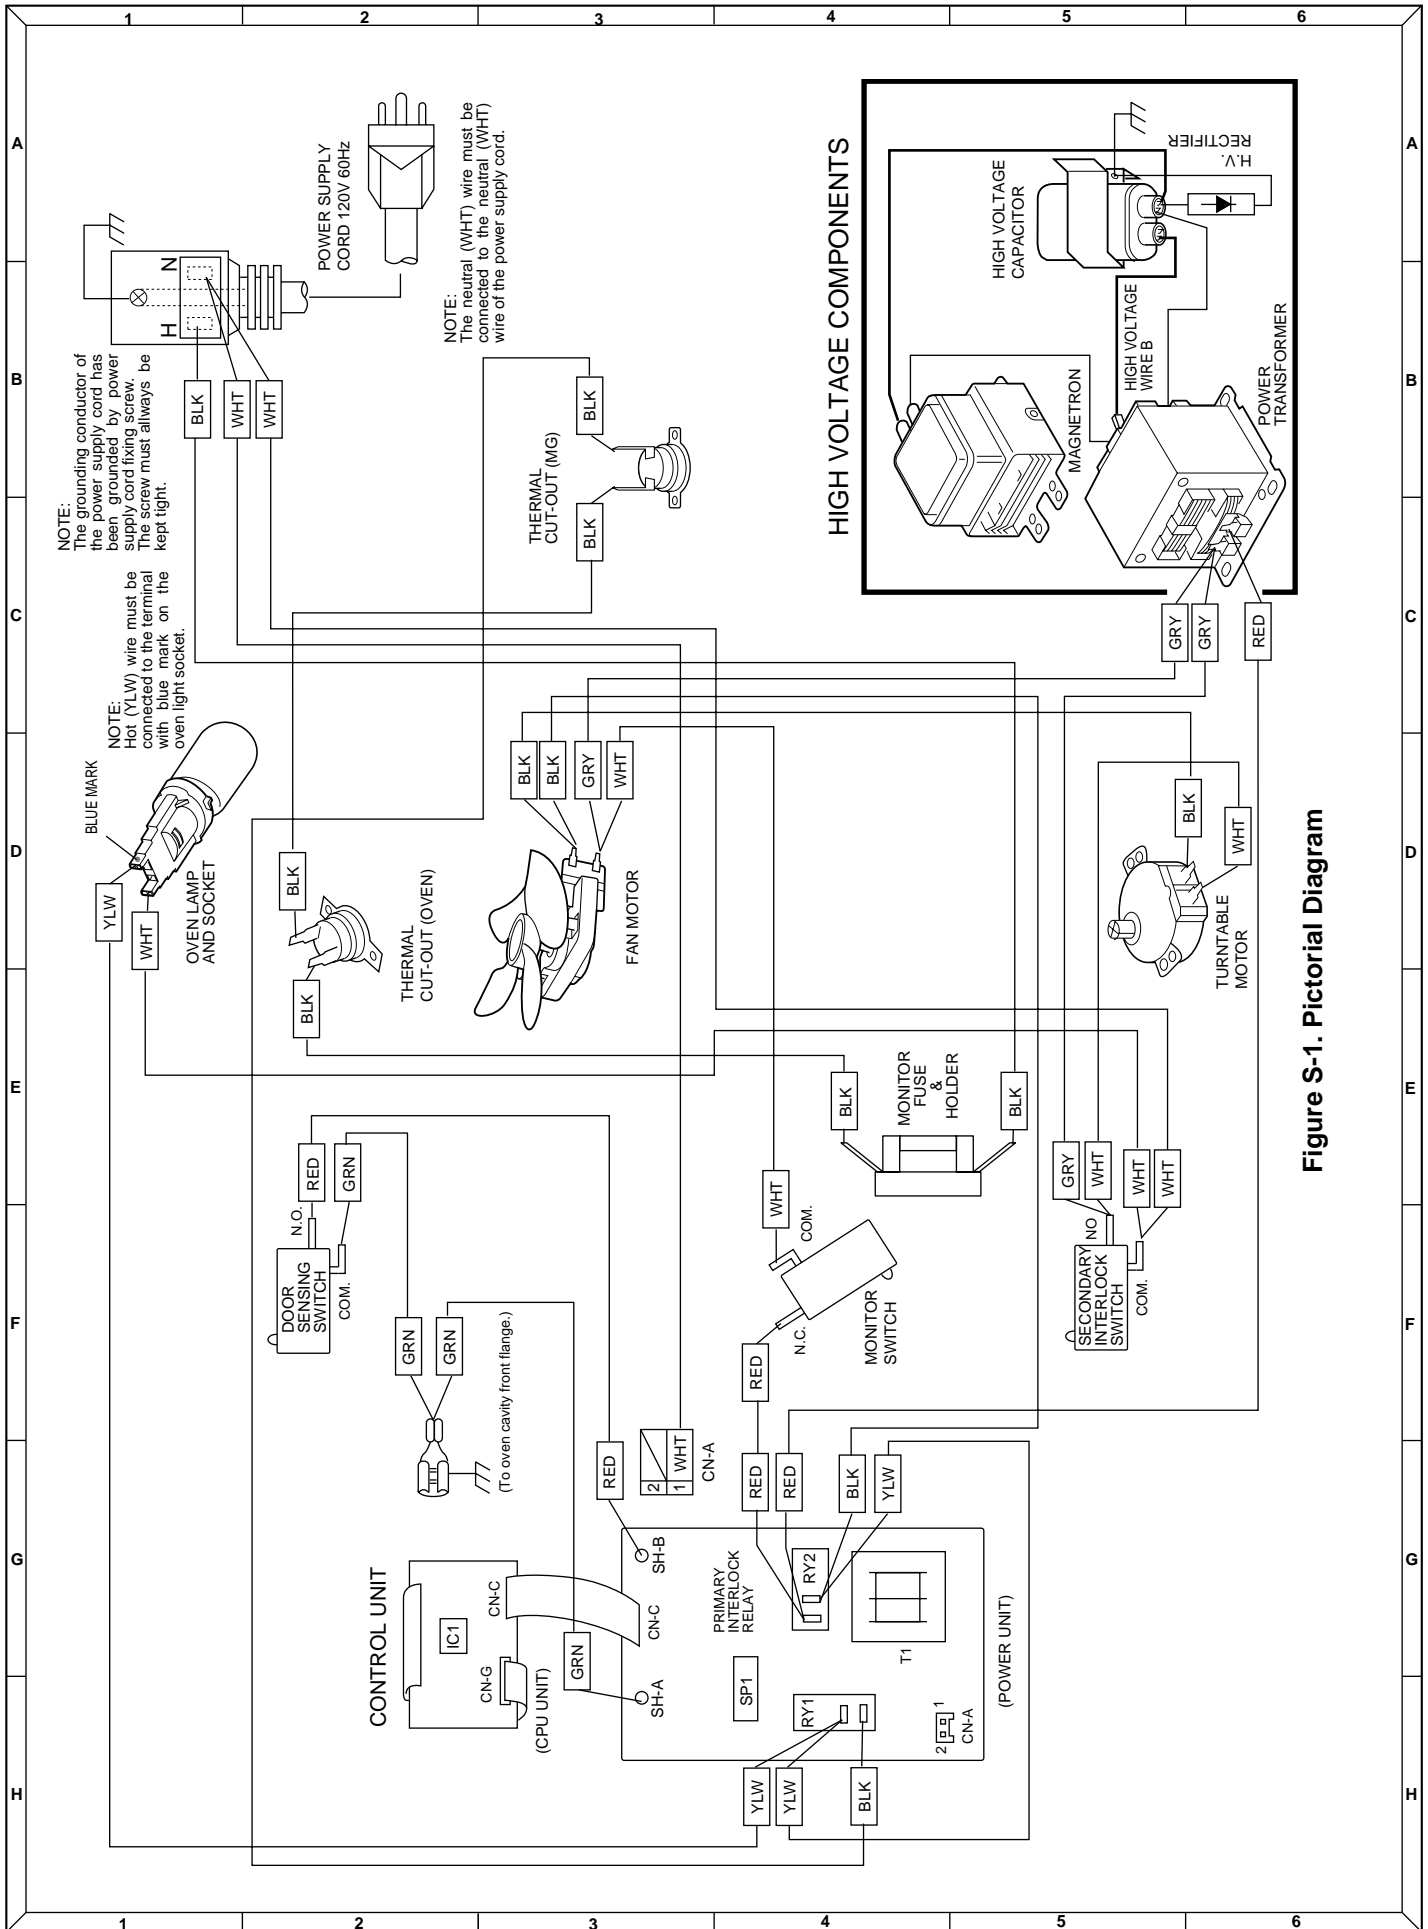 1
2
3
4
5
6
A
B
C
D
E
F
G
H
A
B
C
D
E
F
G
H
1
2
3
4
5
6
NOTE:
The grounding conductor of
the power supply cord has
been grounded by power
supply cord fixing screw.
The screw must allways be
kept tight.
H
N
BLK
WHT
WHT
POWER SUPPLY
CORD 120V 60Hz
NOTE:
The neutral (WHT) wire must be
connected to the neutral (WHT)
wire of the power supply cord.
NOTE:
Hot (YLW) wire must be
connected to the terminal
with blue mark on the
oven light socket.
BLUE MARK
YLW
WHT
OVEN LAMP
AND SOCKET
BLK
BLK
THERMAL
CUT-OUT (MG)
BLK
BLK
THERMAL
CUT-OUT (OVEN)
BLK
BLK
GRY
WHT
FAN MOTOR
HIGH VOLTAGE COMPONENTS
HIGH VOLTAGE
CAPACITOR
H.V.
RECTIFIER
HIGH VOLTAGE
WIRE B
MAGNETRON
POWER
TRANSFORMER
GRY
GRY
RED
BLK
WHT
TURNTABLE
MOTOR
BLK
MONITOR
FUSE
&
HOLDER
BLK
RED
GRN
N.O.
DOOR
SENSING
SWITCH
COM.
GRN
GRN
(To oven cavity front flange.)
WHT
COM.
N.C.
MONITOR
SWITCH
RED
GRY
WHT
WHT
WHT
NO
SECONDARY
INTERLOCK
SWITCH
COM.
RED
2
1 WHT
CN-A
RED
RED
BLK
YLW
CONTROL UNIT
IC1
CN-C
CN-G
(CPU UNIT)
GRN
SH-B
CN-C
SH-A
PRIMARY
INTERLOCK
RELAY
RY2
SP1
RY1
T1
2
1
CN-A
(POWER UNIT)
YLW
YLW
BLK
Figure S-1. Pictorial Diagram